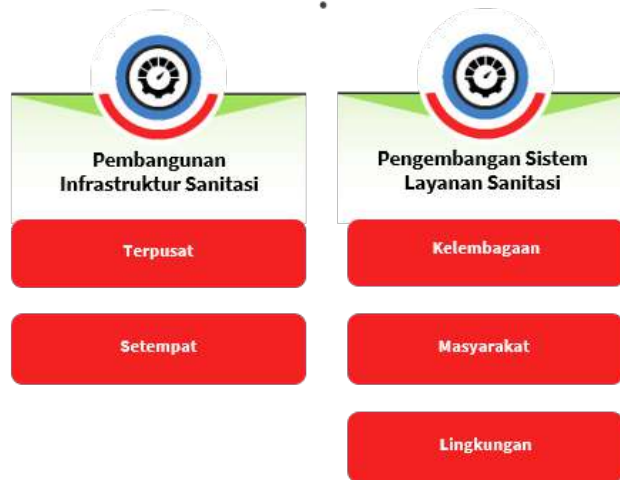 Pembangunan
Infrastruktur Sanitasi
Terpusat
Setempat
Pengembangan Sistem
Layanan Sanitasi
Kelembagaan
Masyarakat
Lingkungan